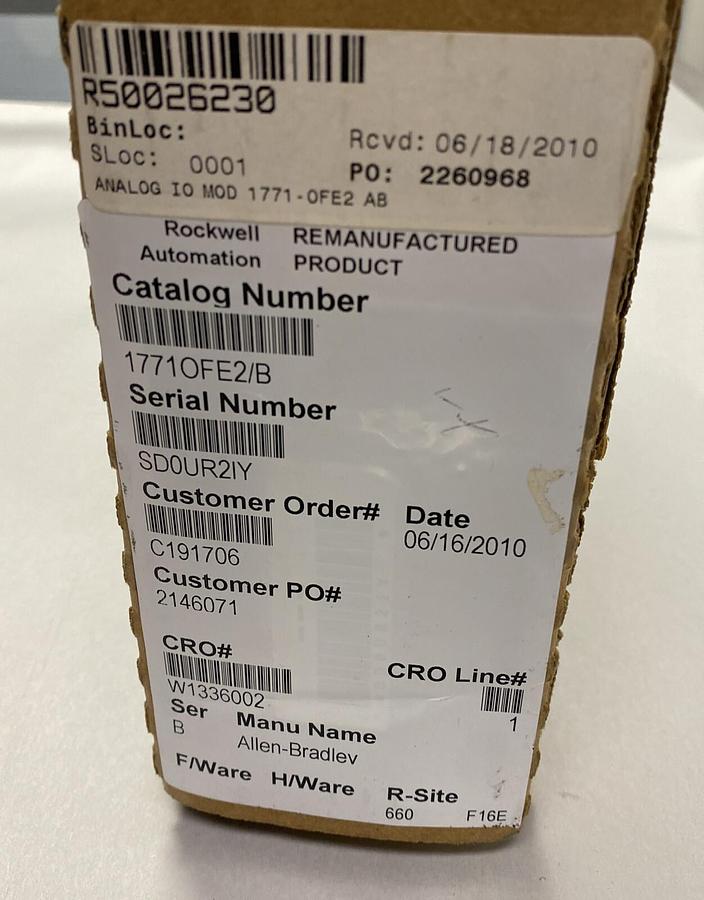 R50026230
BinLoc:
Rcvd: 06/18/2010
SLoc: 0001
PO: 2260968
ANALOG IO MOD 1771-OFE2 AB
Rockwell Automation
REMANUFACTURED PRODUCT
Catalog Number
1771OFE2/B
Serial Number
SD0UR2IY
Customer Order# Date
C191706 06/16/2010
Customer PO#
2146071
CRO#
CRO Line#
W1336002
1
Ser Manu Name
B Allen-Bradley
F/Ware H/Ware R-Site
660 F16E